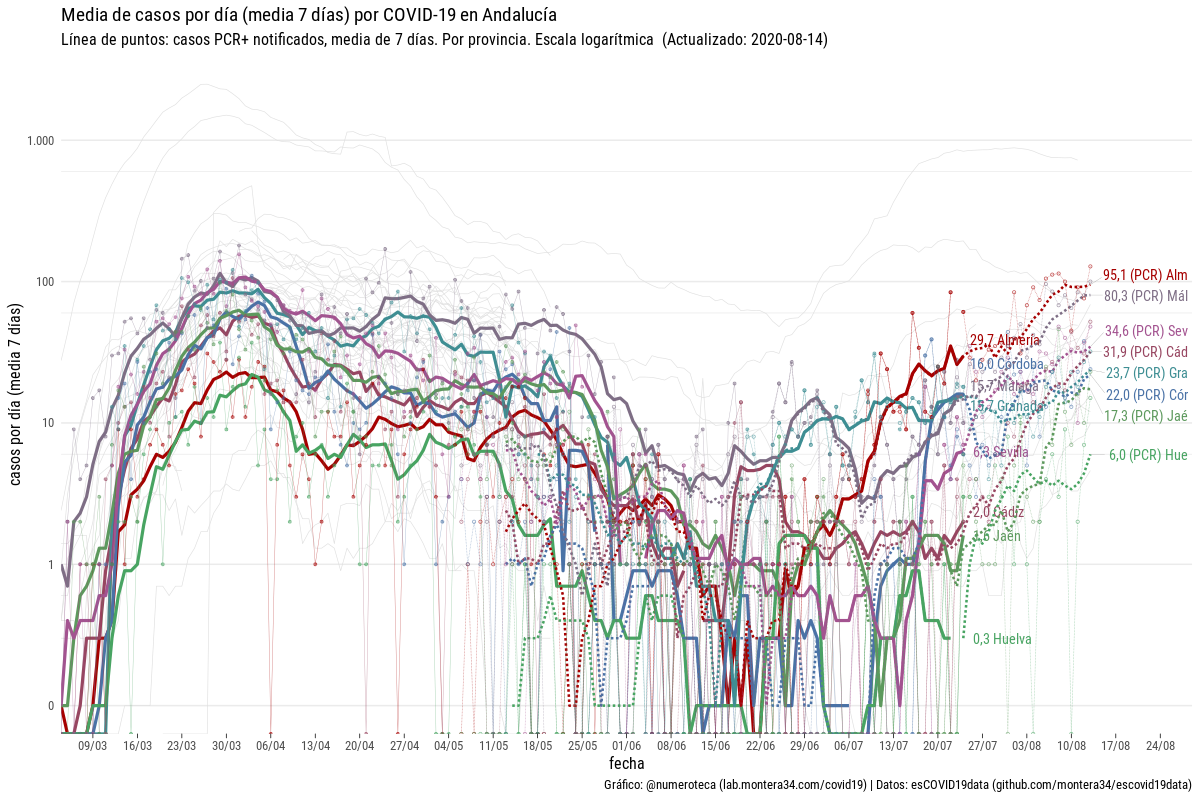 Media de casos por día (media 7 días) por COVID-19 en Andalucía
Línea de puntos: casos PCR+ notificados, media de 7 días. Por provincia. Escala logarítmica (Actualizado: 2020-08-14)
casos por día (media 7 días)
1.000
100
10
1
0
95,1 (PCR) Alm
80,3 (PCR) Mál
34,6 (PCR) Sev
31,9 (PCR) Cád
23,7 (PCR) Gra
22,0 (PCR) Cór
17,3 (PCR) Jaé
6,0 (PCR) Hue
29,7 Almería
16,0 Córdoba
15,7 Málaga
15,7 Granada
6,3 Sevilla
2,0 Cádiz
1,6 Jaén
0,3 Huelva
09/03 16/03 23/03 30/03 06/04 13/04 20/04 27/04 04/05 11/05 18/05 25/05 01/06 08/06 15/06 22/06 29/06 06/07 13/07 20/07 27/07 03/08 10/08 17/08 24/08
fecha
Gráfico: @numeroteca (lab.montera34.com/covid19) | Datos: esCOVID19data (github.com/montera34/escovid19data)